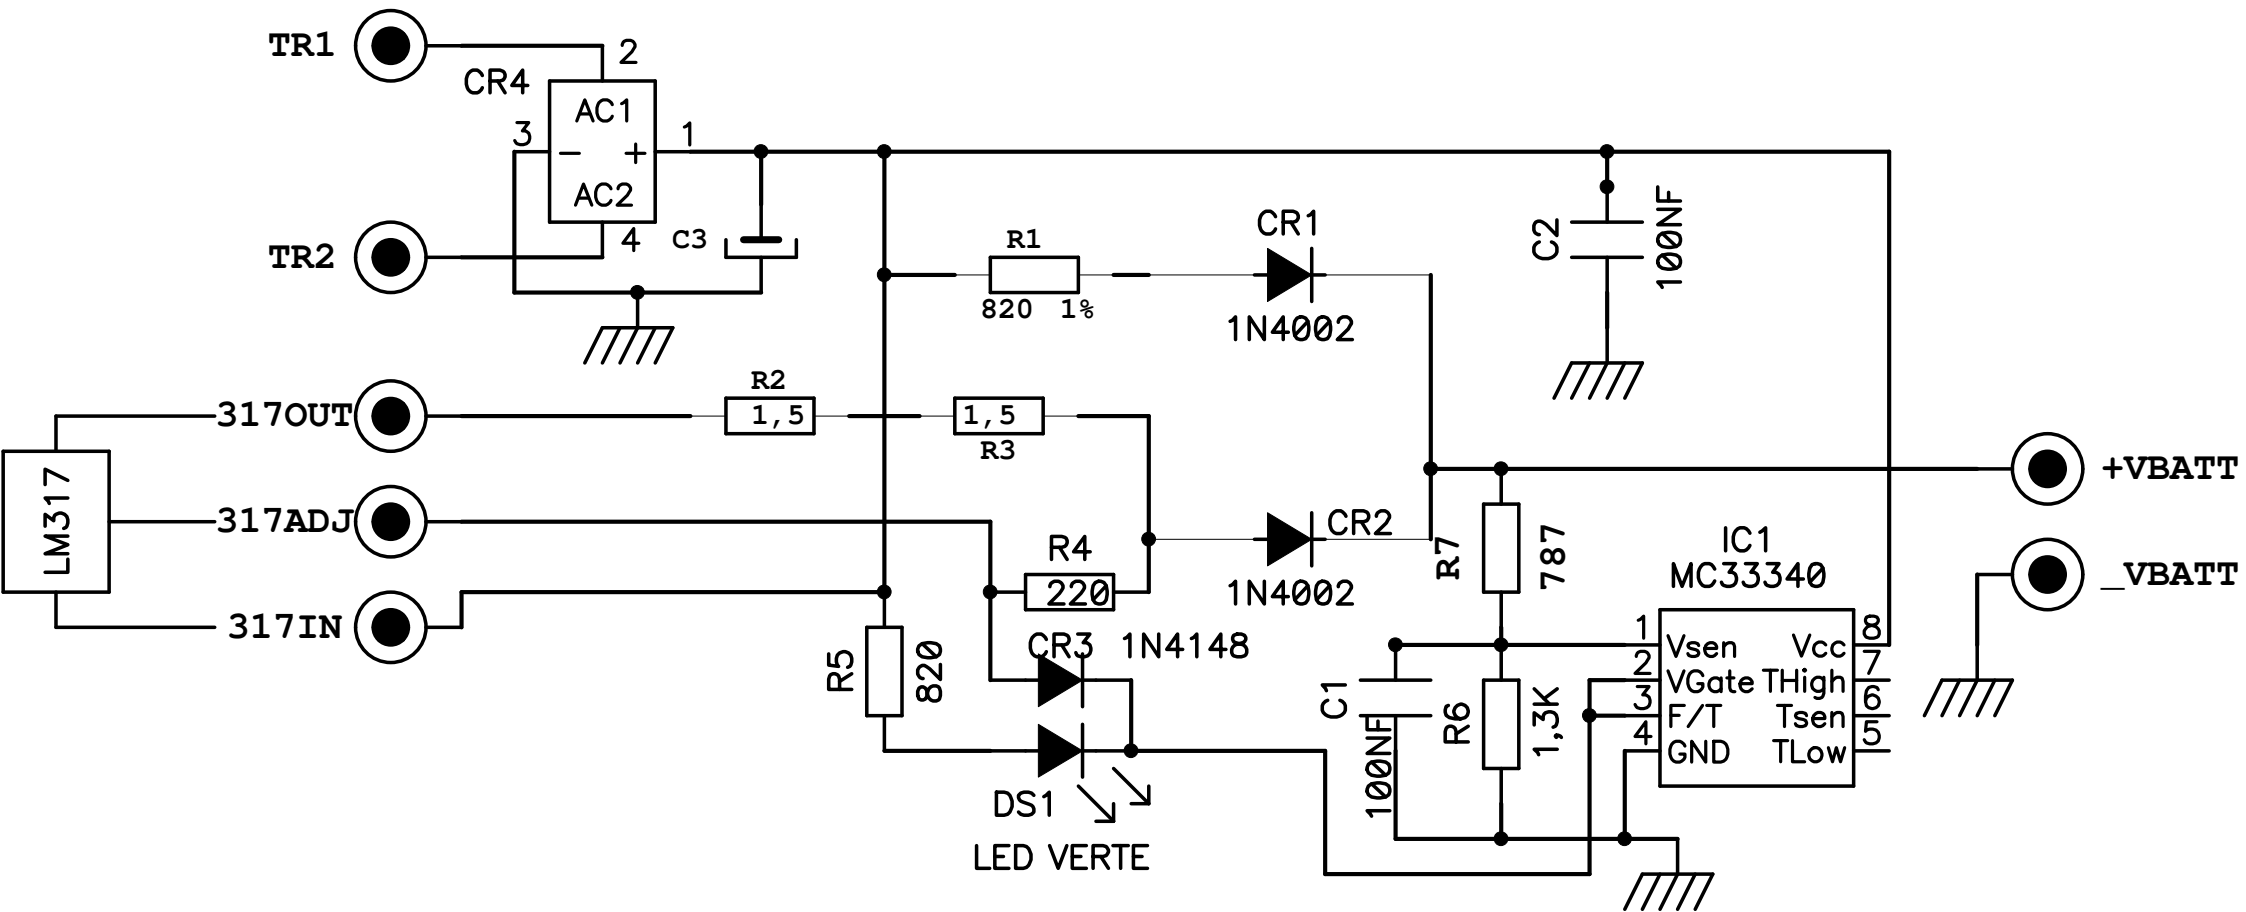 TR1
2
CR4
AC1
3
1
− +
AC2
TR2
4
C3
R1
820 1%
CR1
1N4002
C2
100NF
317OUT
R2
1,5
1,5
R3
LM317
317ADJ
317IN
R4
220
CR2
1N4002
R7
787
+VBATT
_VBATT
IC1
MC33340
1 Vsen Vcc 8
2 VGate THigh 7
3 F/T Tsen 6
4 GND TLow 5
R5
820
CR3 1N4148
C1
100NF
R6
1,3K
DS1
LED VERTE